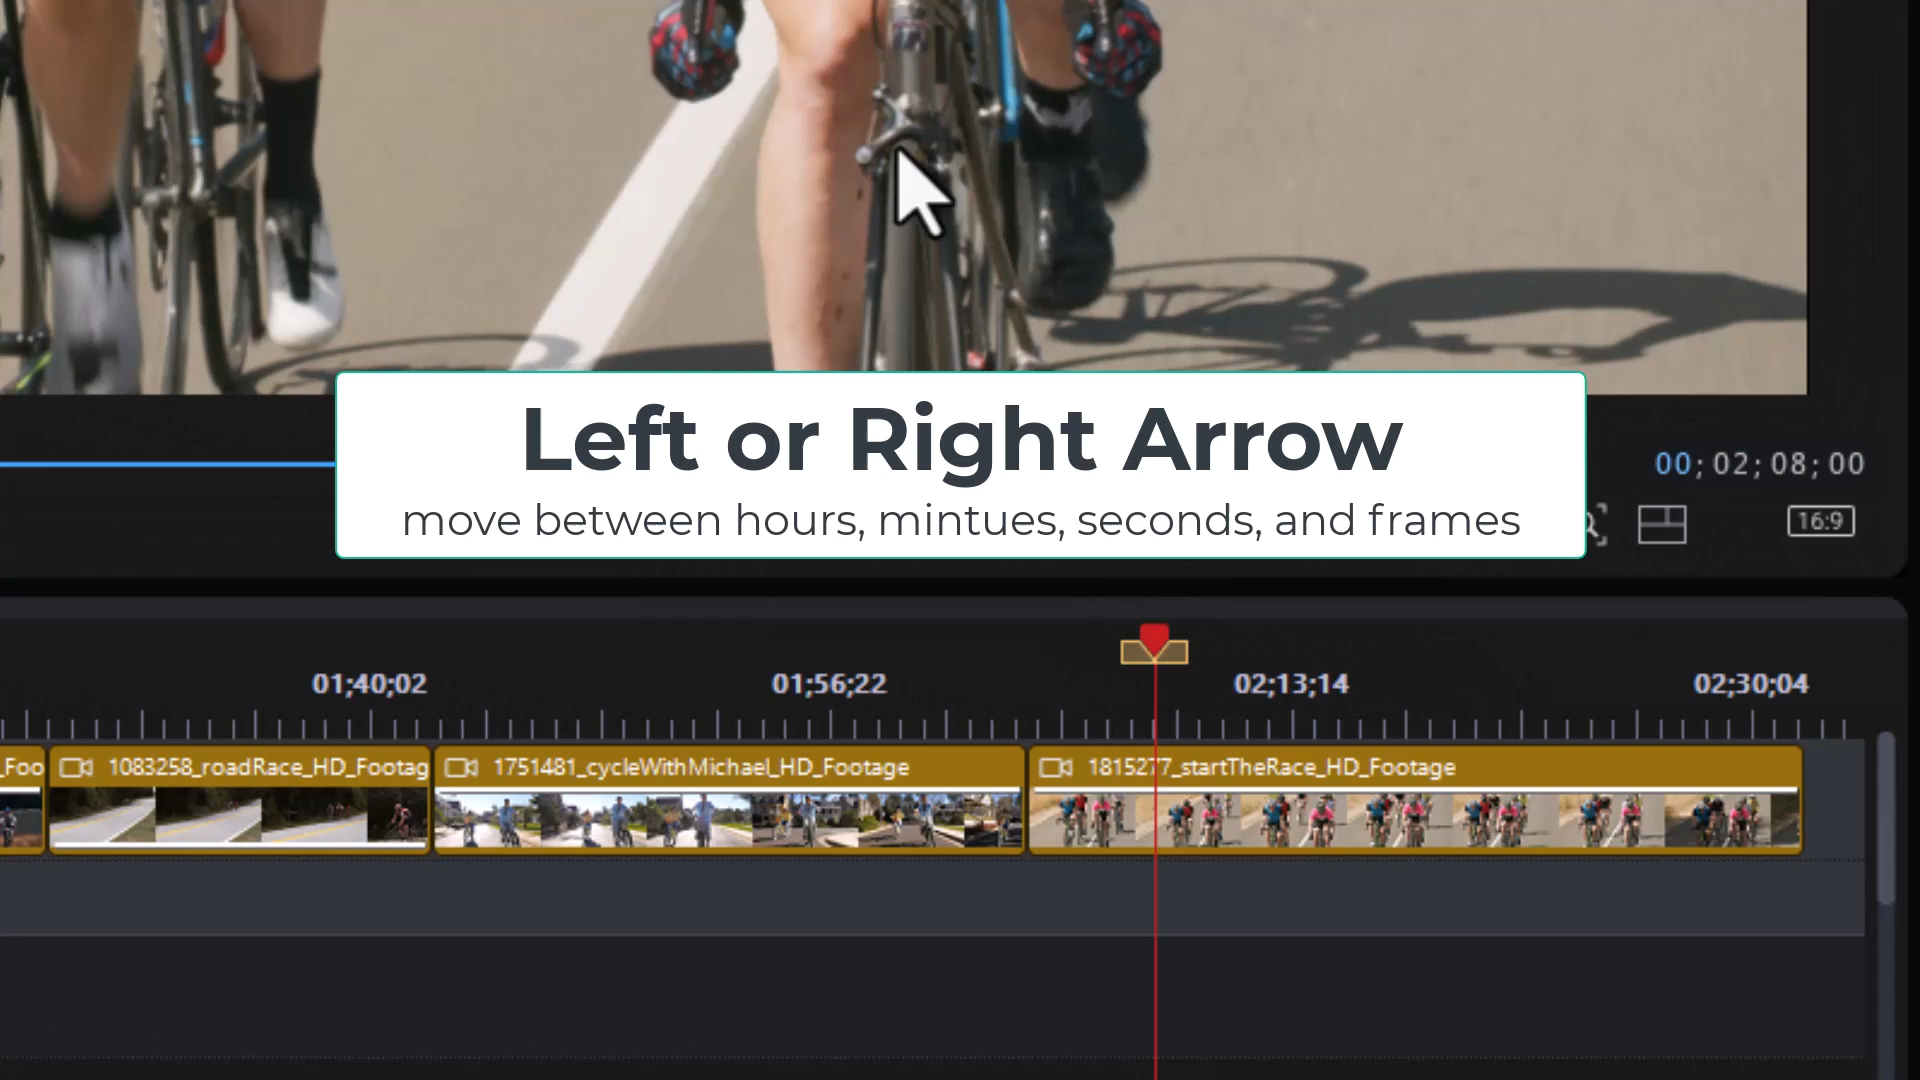 Left or Right Arrow
move between hours, mintues, seconds, and frames
00;02;08;00
16:9
01;40;02 01;56;22 02;13;14 02;30;04
_Foo 1083258_roadRace_HD_Footag 1751481_cycleWithMichael_HD_Footage 1815277_startTheRace_HD_Footage